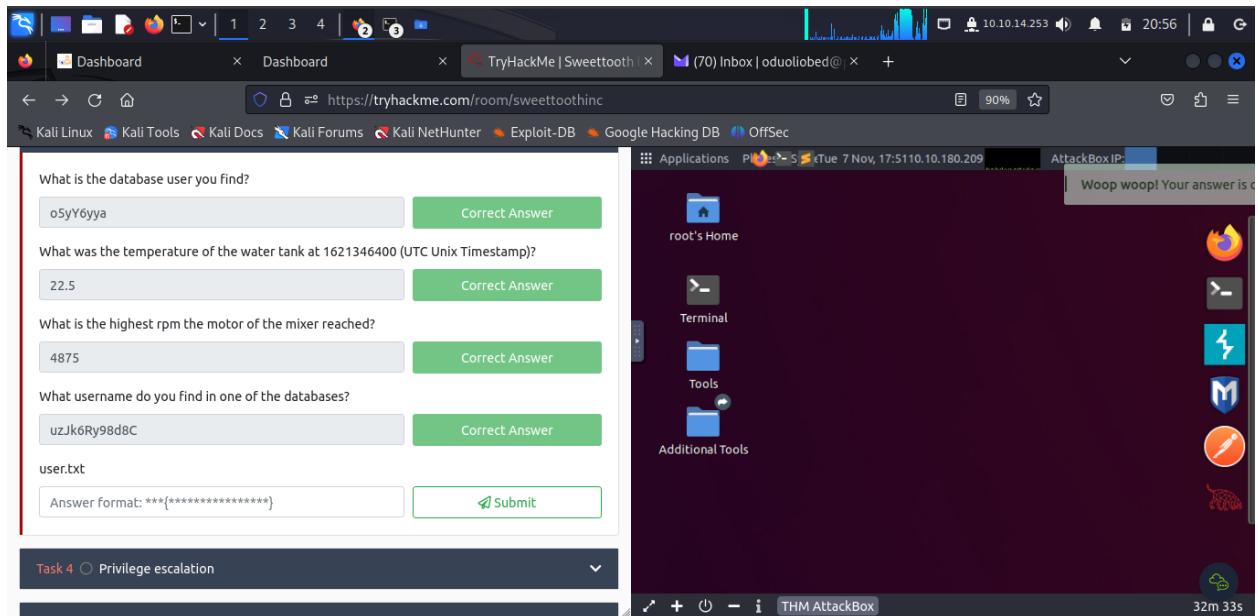 1 2 3 4 2 3 10.10.14.253 20:56
Dashboard × Dashboard × TryHackMe | Sweettooth × (70) Inbox | oduoliobed@ × +
https://tryhackme.com/room/sweettoothinc 90%
Kali Linux Kali Tools Kali Docs Kali Forums Kali NetHunter Exploit-DB Google Hacking DB OffSec
Applications Tue 7 Nov, 17:51 10.10.180.209 AttackBox IP:
Woop woop! Your answer is
What is the database user you find?
o5yY6yya Correct Answer
What was the temperature of the water tank at 1621346400 (UTC Unix Timestamp)?
22.5 Correct Answer
What is the highest rpm the motor of the mixer reached?
4875 Correct Answer
What username do you find in one of the databases?
uzJk6Ry98d8C Correct Answer
user.txt
Answer format: ***{****************} Submit
Task 4 Privilege escalation
root's Home
Terminal
Tools
Additional Tools
THM AttackBox 32m 33s